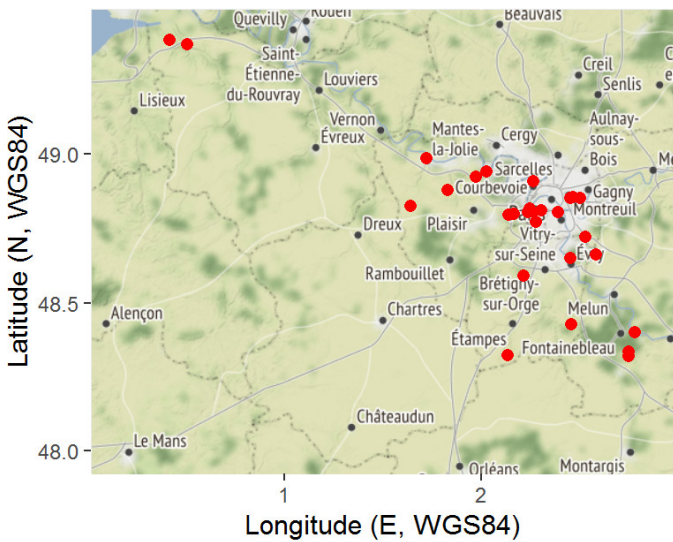 Quevilly
Rouen
Beauvais
Saint-
Étienne-
du-Rouvray
Louviers
Creil
Senlis
Lisieux
Vernon
Évreux
Mantes-
la-Jolie
Cergy
Aulnay-
sous-
Bois
49.0
Sarcelles
Courbevoie
Gagny
Montreuil
Dreux
Plaisir
Vitry-
sur-Seine
Évry
Rambouillet
48.5
Alençon
Chartres
Brétigny-
sur-Orge
Melun
Étampes
Fontainebleau
Châteaudun
48.0
Le Mans
Orléans
Montargis
1
2
Longitude (E, WGS84)
Latitude (N, WGS84)